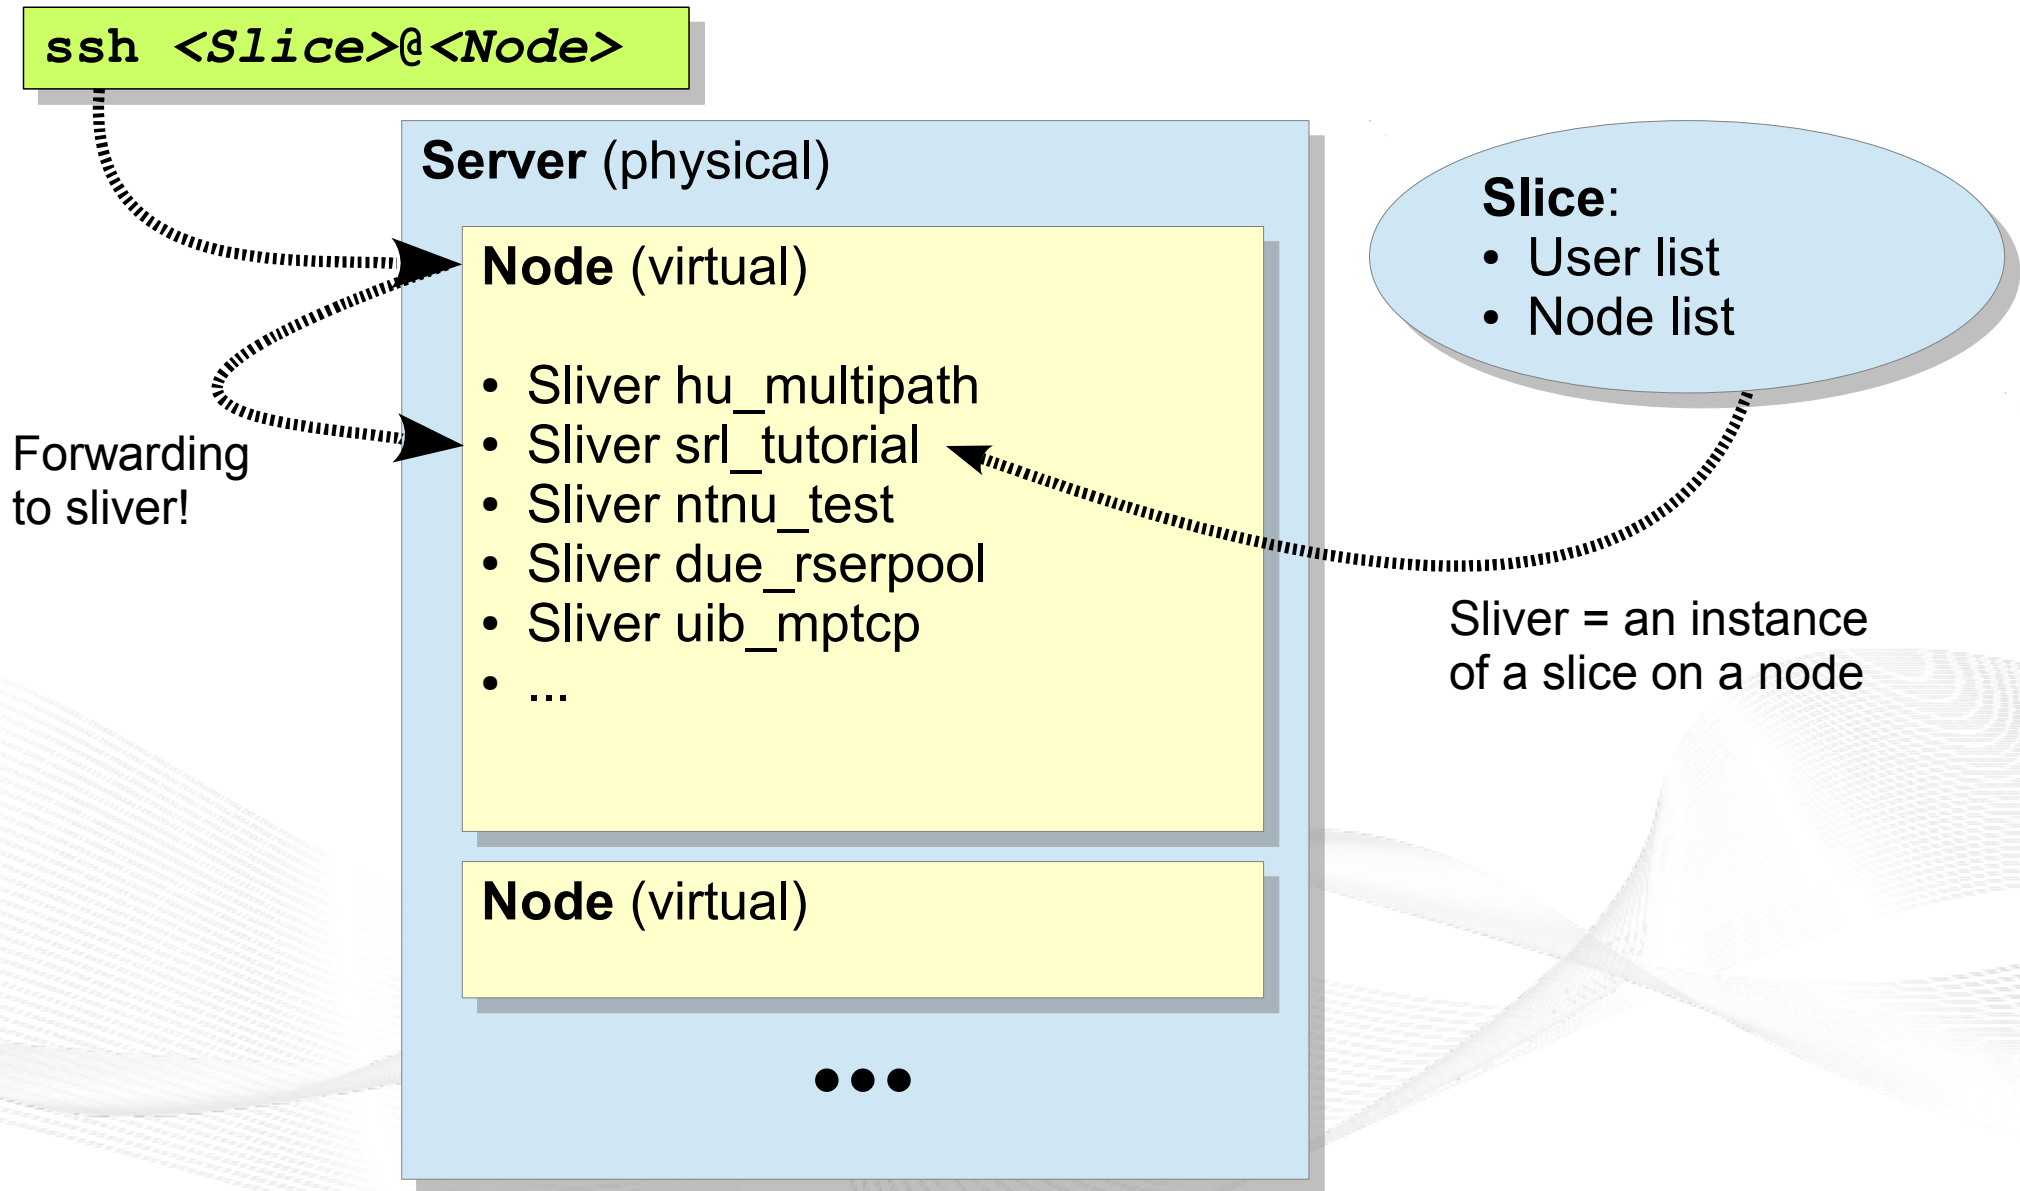 ssh <Slice>@<Node>
Server (physical)
Node (virtual)
• Sliver hu_multipath
• Sliver srl_tutorial
• Sliver ntnu_test
• Sliver due_rserpool
• Sliver uib_mptcp
• ...
Node (virtual)
•••
Forwarding
to sliver!
Slice:
• User list
• Node list
Sliver = an instance
of a slice on a node